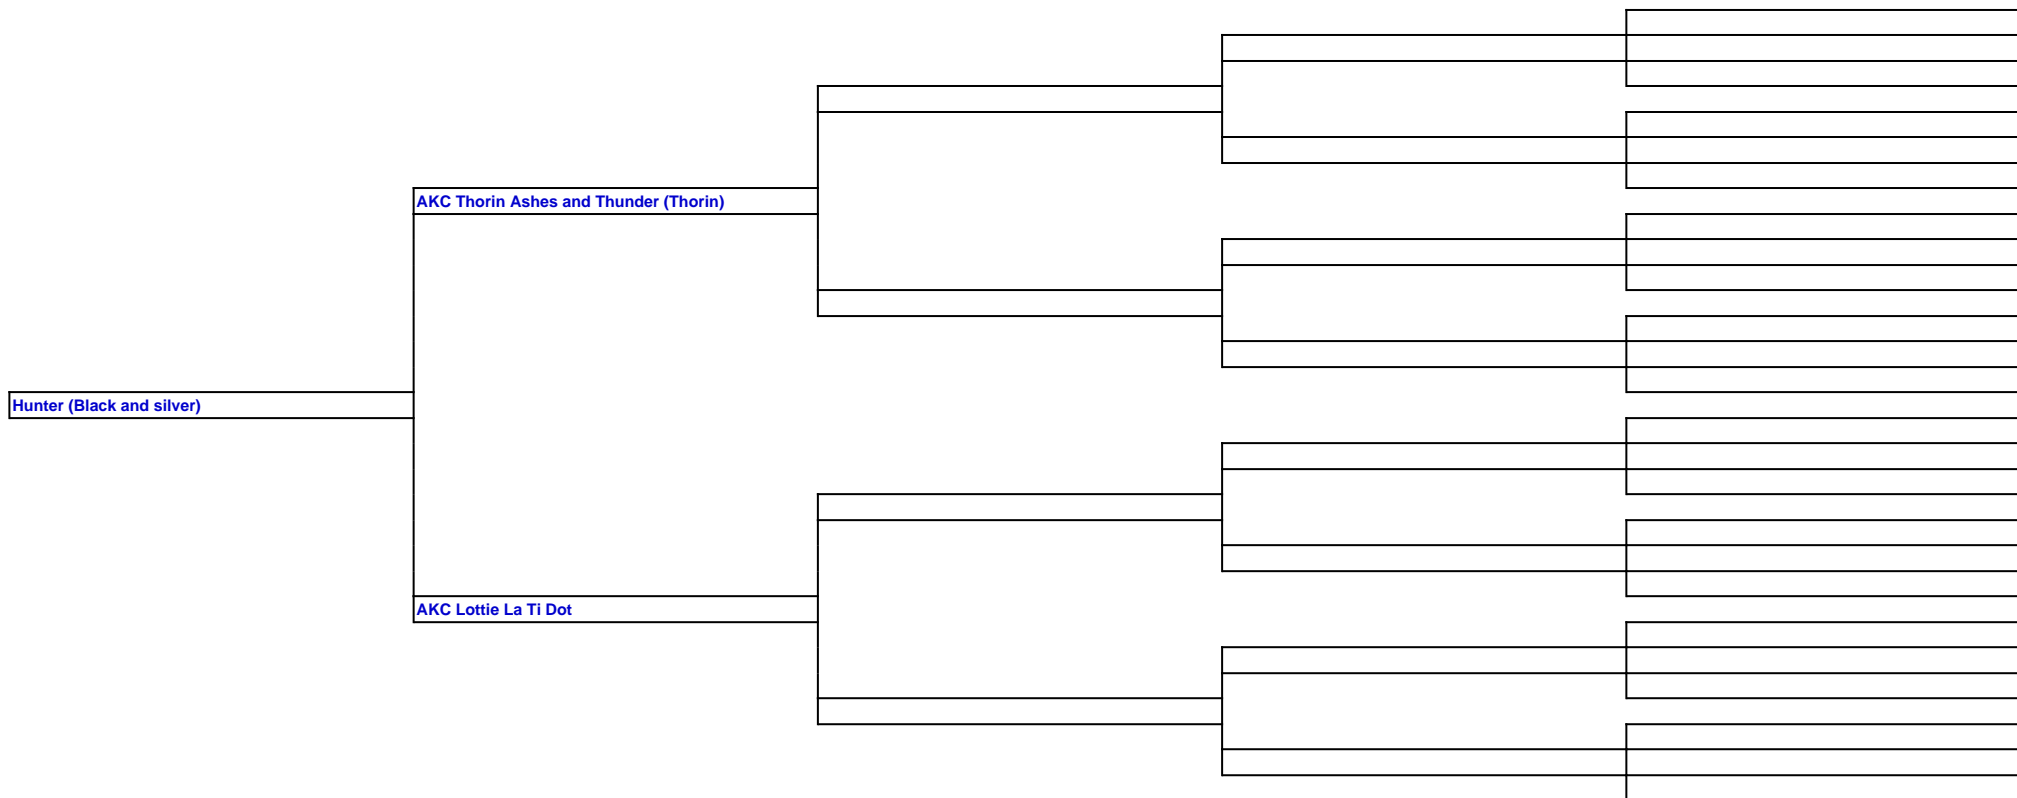 AKC Thorin Ashes and Thunder (Thorin)
Hunter (Black and silver)
AKC Lottie La Ti Dot